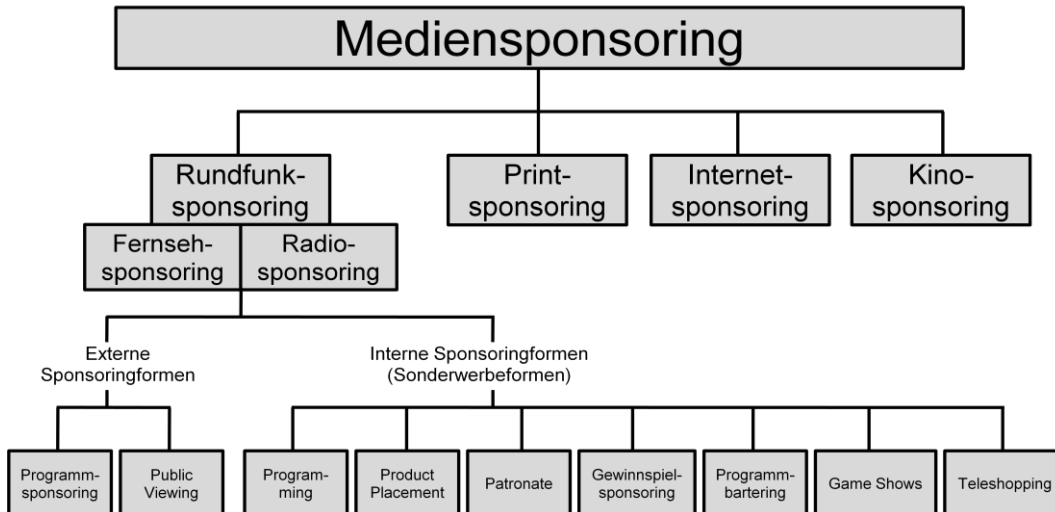 Mediensponsoring
Rundfunk-
sponsoring
Print-
sponsoring
Internet-
sponsoring
Kino-
sponsoring
Fernseh-
sponsoring
Radio-
sponsoring
Externe
Sponsoringformen
Interne Sponsoringformen
(Sonderwerbeformen)
Programm-
sponsoring
Public
Viewing
Program-
ming
Product
Placement
Patronate
Gewinnspiel-
sponsoring
Programm-
bartering
Game Shows
Teleshopping